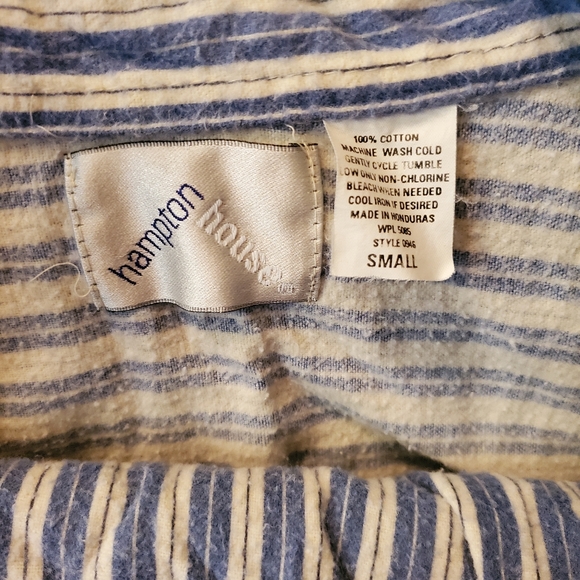 hampton
house
100% COTTON
MACHINE WASH COLD
GENTLY CYCLE TUMBLE
LOW ONLY NON-CHLORINE
BLEACH WHEN NEEDED
COOL IRON IF DESIRED
MADE IN HONDURAS
WPL 5085
STYLE 0946
SMALL